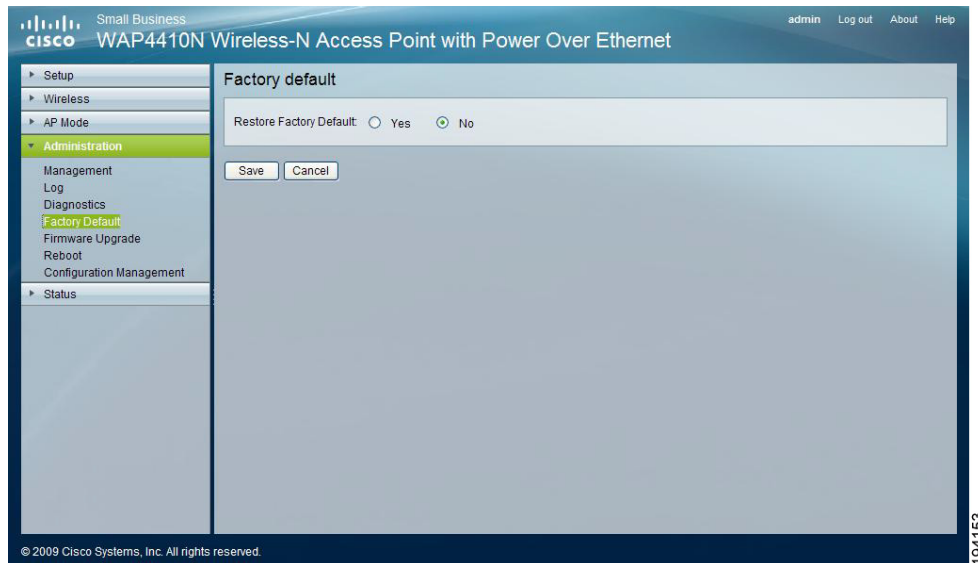 Small Business
CISCO WAP4410N Wireless-N Access Point with Power Over Ethernet
admin Log out About Help
Setup
Wireless
AP Mode
Administration
Management
Log
Diagnostics
Factory Default
Firmware Upgrade
Reboot
Configuration Management
Status
Factory default
Restore Factory Default: Yes No
Save Cancel
© 2009 Cisco Systems, Inc. All rights reserved.
194153